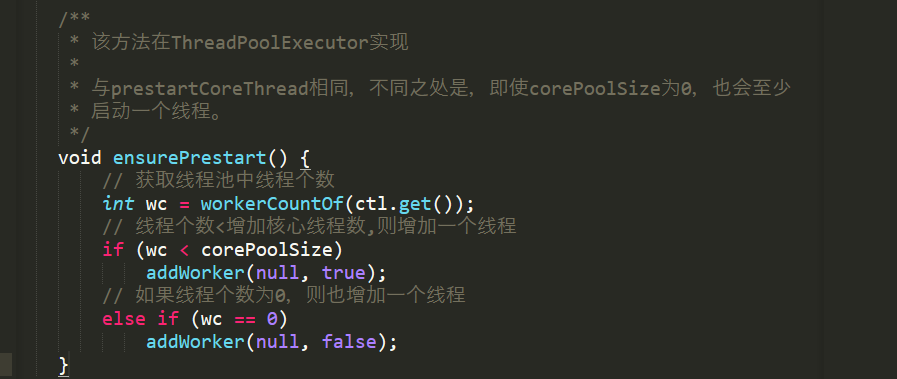 /**
 * 该方法在ThreadPoolExecutor实现
 *
 * 与prestartCoreThread相同，不同之处是，即使corePoolSize为0，也会至少
 * 启动一个线程。
 */
void ensurePrestart() {
    // 获取线程池中线程个数
    int wc = workerCountOf(ctl.get());
    // 线程个数<增加核心线程数,则增加一个线程
    if (wc < corePoolSize)
        addWorker(null, true);
    // 如果线程个数为0，则也增加一个线程
    else if (wc == 0)
        addWorker(null, false);
}